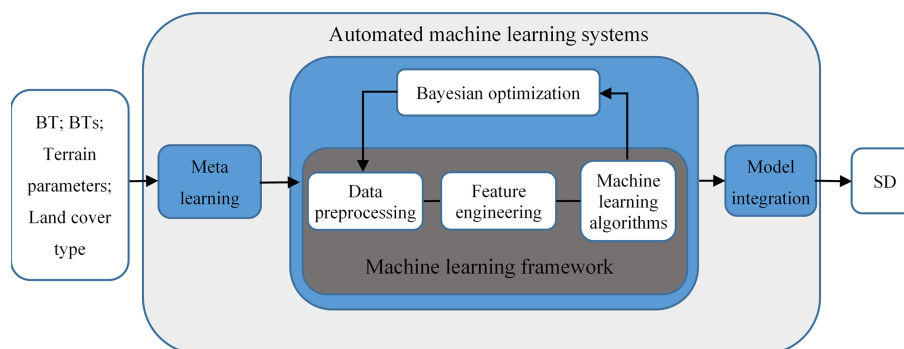 Automated machine learning systems
BT; BTs;
Terrain
parameters;
Land cover
type
Meta
learning
Bayesian optimization
Data
preprocessing
Feature
engineering
Machine
learning
algorithms
Machine learning framework
Model
integration
SD